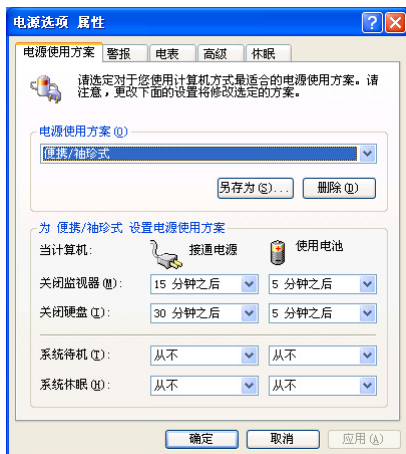 电源选项 属性
电源使用方案 警报 电表 高级 休眠
请选定对于您使用计算机方式最适合的电源使用方案。请
注意，更改下面的设置将修改选定的方案。
电源使用方案(O)
便携/袖珍式
另存为(S)... 删除(D)
为 便携/袖珍式 设置电源使用方案
当计算机: 接通电源 使用电池
关闭监视器(M): 15 分钟之后 5 分钟之后
关闭硬盘(I): 30 分钟之后 5 分钟之后
系统待机(T): 从不 从不
系统休眠(H): 从不 从不
确定 取消 应用(A)